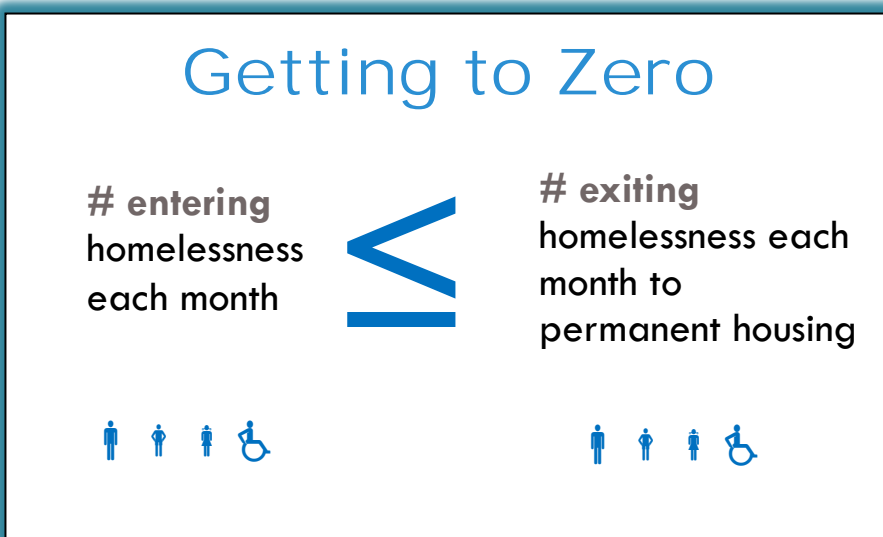 Getting to Zero
# entering
homelessness
each month
≤
# exiting
homelessness each
month to
permanent housing